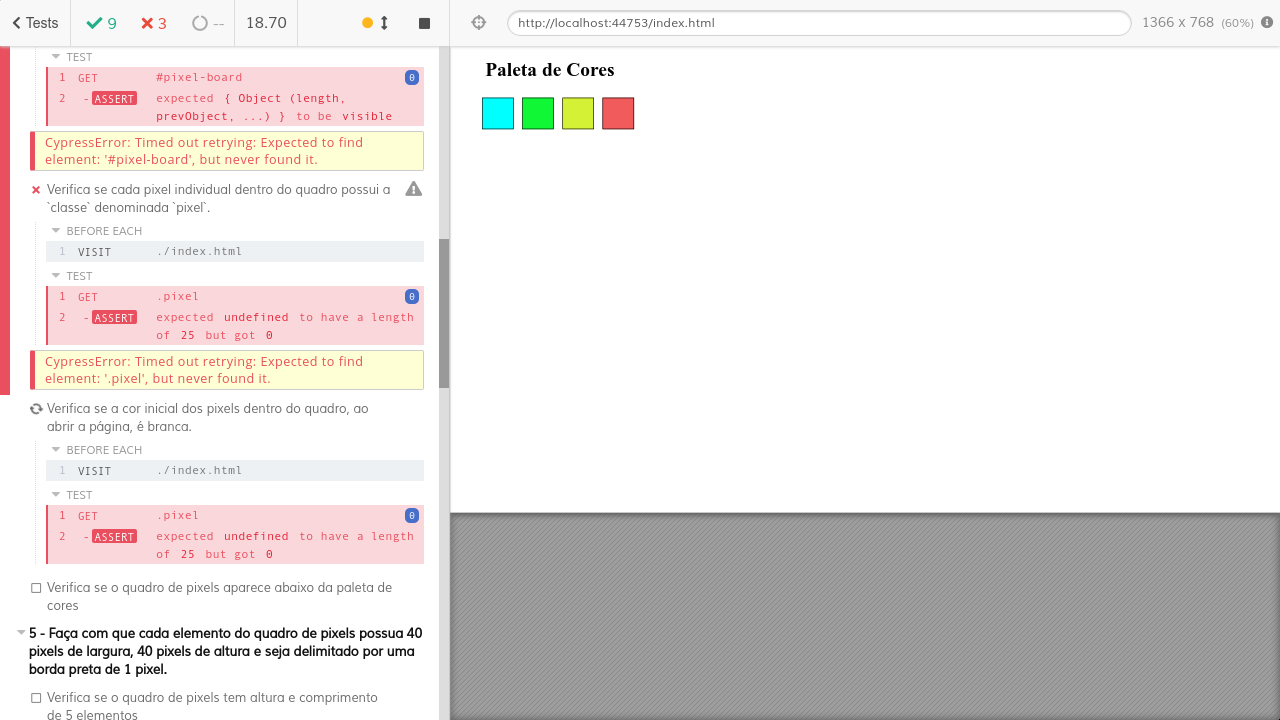 Tests
9
3
--
18.70
http://localhost:44753/index.html
1366 x 768 (60%)
TEST
1 GET #pixel-board 0
2 -ASSERT expected { Object (length,
prevObject, ...) } to be visible
CypressError: Timed out retrying: Expected to find
element: '#pixel-board', but never found it.
Verifica se cada pixel individual dentro do quadro possui a
`classe` denominada `pixel`.
BEFORE EACH
1 VISIT ./index.html
TEST
1 GET .pixel 0
2 -ASSERT expected undefined to have a length
of 25 but got 0
CypressError: Timed out retrying: Expected to find
element: '.pixel', but never found it.
Verifica se a cor inicial dos pixels dentro do quadro, ao
abrir a página, é branca.
BEFORE EACH
1 VISIT ./index.html
TEST
1 GET .pixel 0
2 -ASSERT expected undefined to have a length
of 25 but got 0
Verifica se o quadro de pixels aparece abaixo da paleta de
cores
5 - Faça com que cada elemento do quadro de pixels possua 40
pixels de largura, 40 pixels de altura e seja delimitado por uma
borda preta de 1 pixel.
Verifica se o quadro de pixels tem altura e comprimento
de 5 elementos
Paleta de Cores